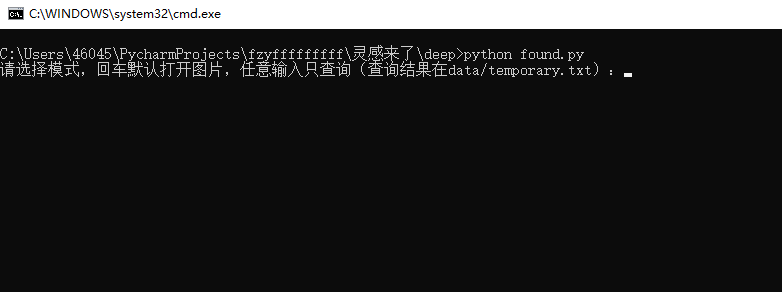 C:\WINDOWS\system32\cmd.exe
C:\Users\46045\PycharmProjects\fzyfffffffff\灵感来了\deep>python found.py
请选择模式，回车默认打开图片，任意输入只查询（查询结果在data/temporary.txt）：